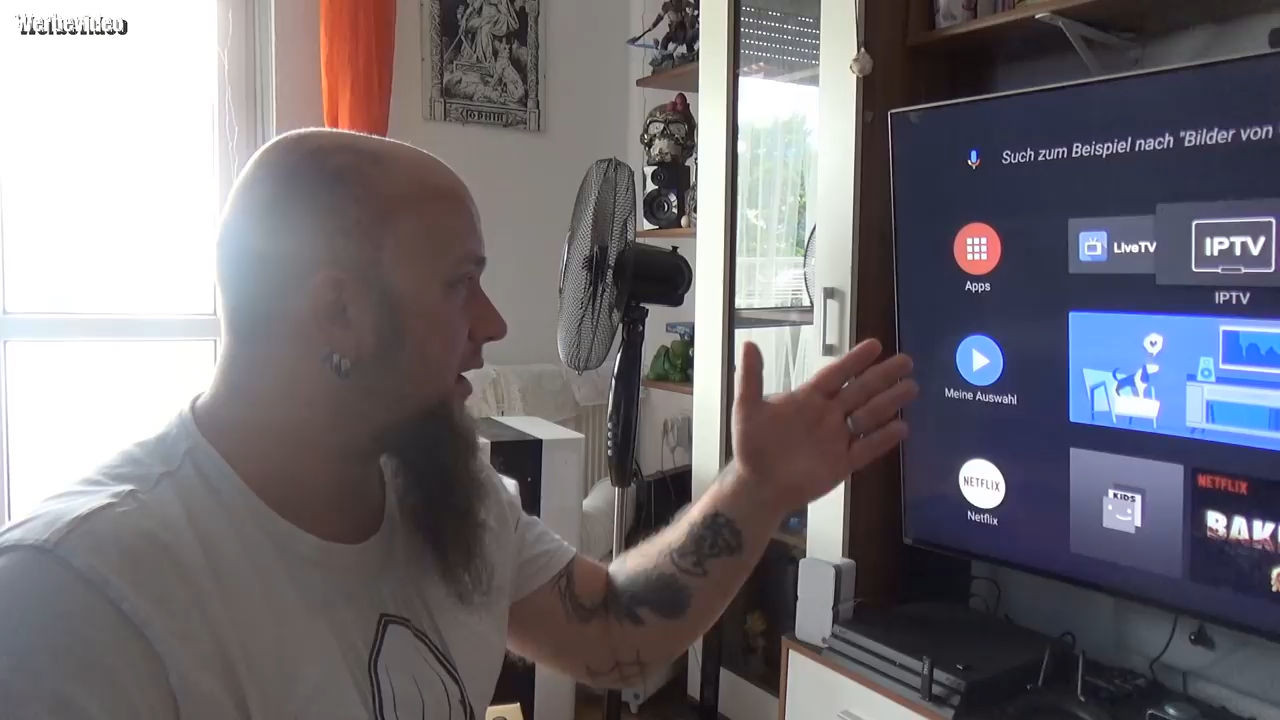 Werbevideo
Such zum Beispiel nach "Bilder von
Apps
LiveTV
IPTV
IPTV
Meine Auswahl
NETFLIX
Netflix
KIDS
NETFLIX
BAK